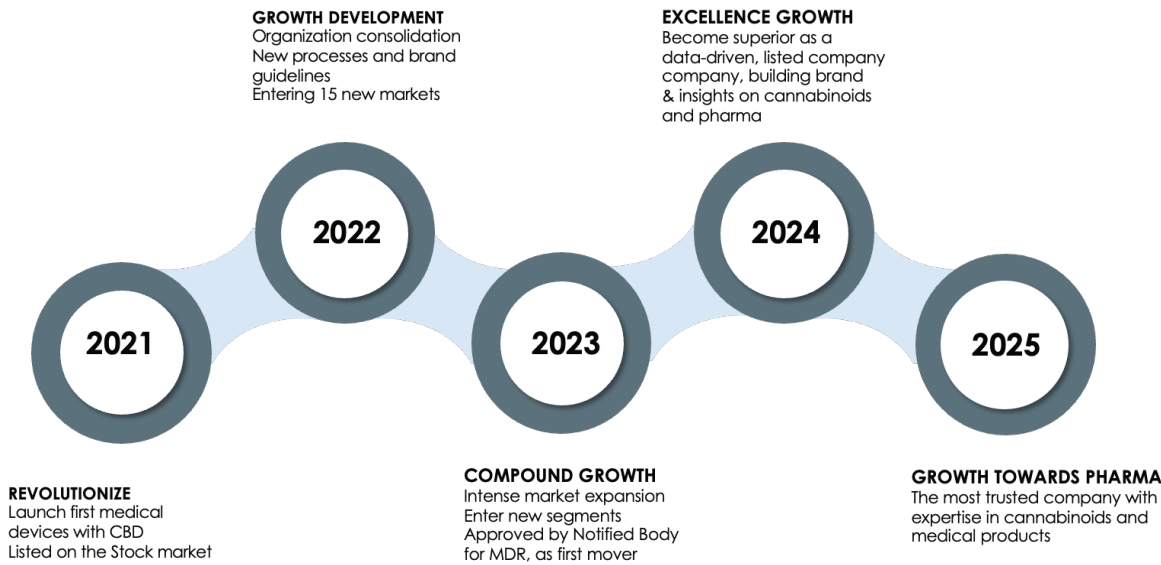 GROWTH DEVELOPMENT
Organization consolidation
New processes and brand
guidelines
Entering 15 new markets
EXCELLENCE GROWTH
Become superior as a
data-driven, listed company
company, building brand
& insights on cannabinoids
and pharma
2021
2022
2023
2024
2025
REVOLUTIONIZE
Launch first medical
devices with CBD
Listed on the Stock market
COMPOUND GROWTH
Intense market expansion
Enter new segments
Approved by Notified Body
for MDR, as first mover
GROWTH TOWARDS PHARMA
The most trusted company with
expertise in cannabinoids and
medical products